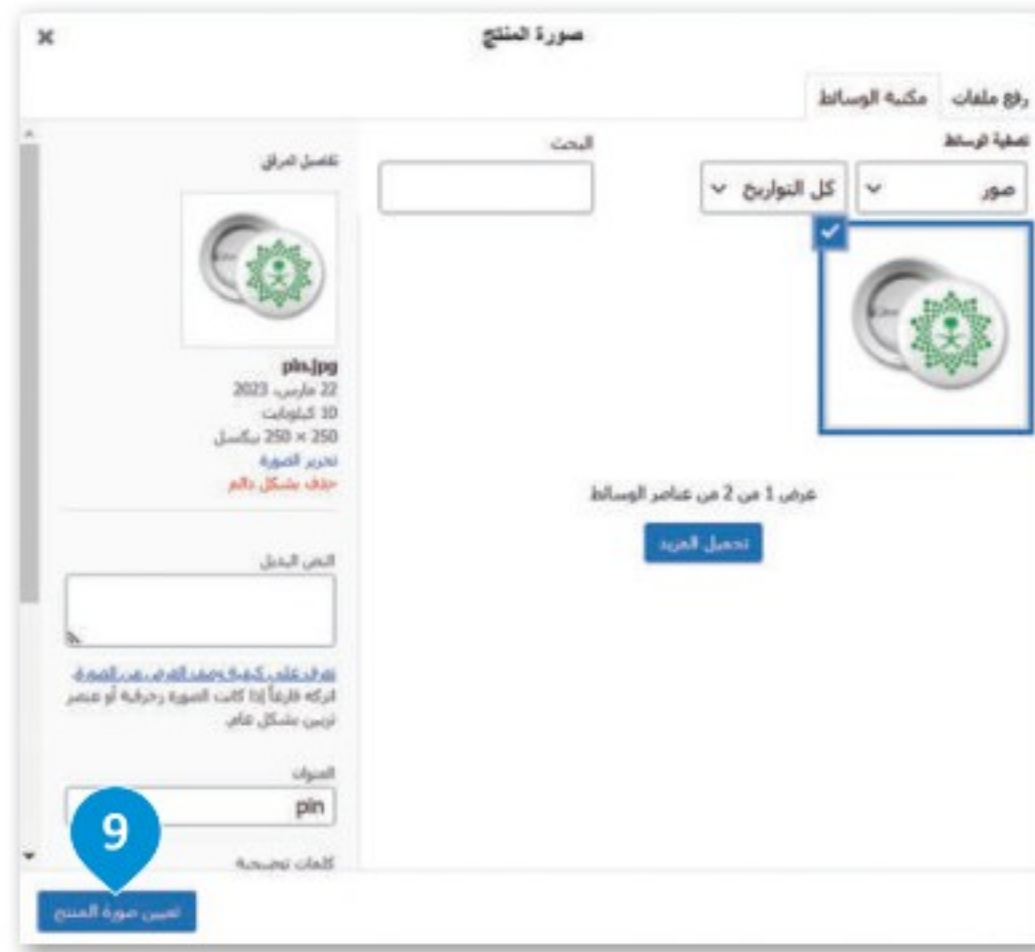 صورة المنتج
رفع ملفات
مكتبة الوسائط
تصفية الوسائط
صور
كل التواريخ
البحث
عرض 1 من 2 من عناصر الوسائط
تحميل المزيد
تفاصيل المرفق
pin.jpg
22 مارس، 2023
10 كيلوبايت
250 × 250 بيكسل
تحرير الصورة
حذف بشكل دائم
النص البديل
تعرف على كيفية وصف الغرض من الصورة.
اتركه فارغاً إذا كانت الصورة زخرفية أو عنصر
تزيين بشكل عام.
العنوان
pin
كلمات توضيحية
9
تعيين صورة المنتج